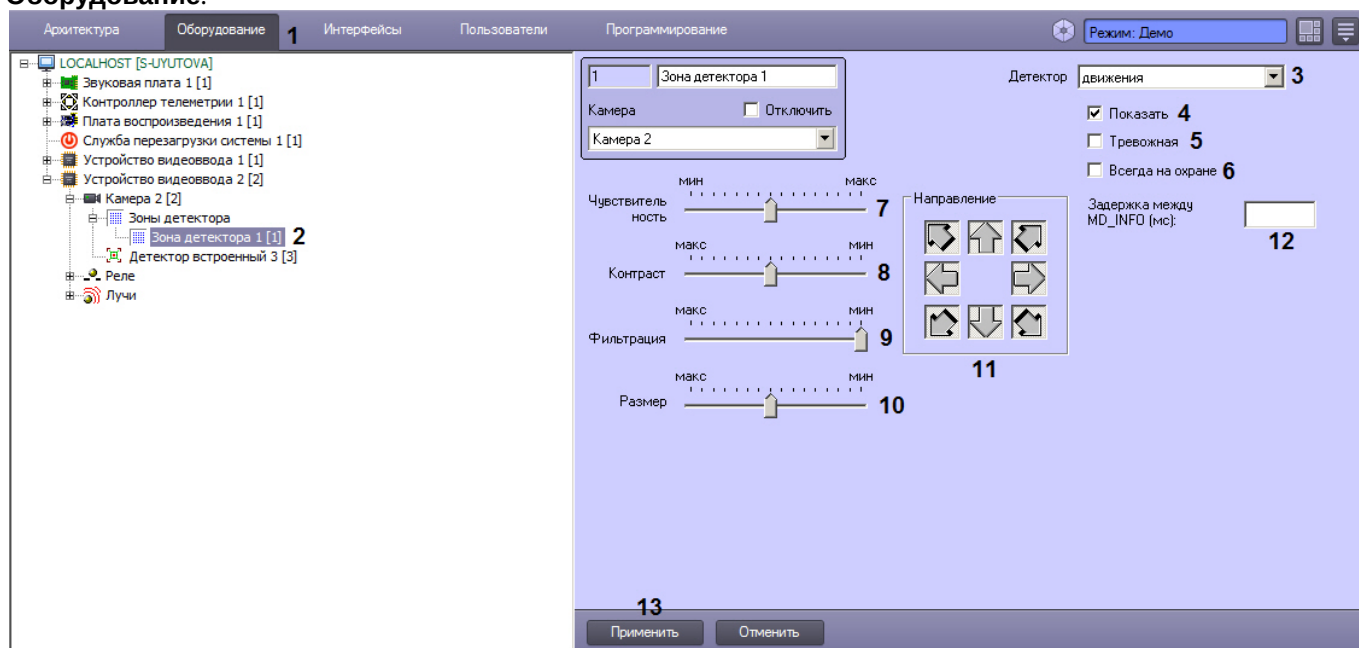 Оборудование.
Архитектура Оборудование 1 Интерфейсы Пользователи Программирование Режим: Демо
LOCALHOST [S-UYUTOVA]
Звуковая плата 1 [1]
Контроллер телеметрии 1 [1]
Плата воспроизведения 1 [1]
Служба перезагрузки системы 1 [1]
Устройство видеоввода 1 [1]
Устройство видеоввода 2 [2]
Камера 2 [2]
Зоны детектора
Зона детектора 1 [1] 2
Детектор встроенный 3 [3]
Реле
Лучи
1 Зона детектора 1
Камера Отключить
Камера 2
Детектор движения 3
Показать 4
Тревожная 5
Всегда на охране 6
Задержка между
MD_INFO (мс):
12
мин макс
Чувствитель
ность 7
макс мин
Контраст 8
макс мин
Фильтрация 9
макс мин
Размер 10
Направление
11
13
Применить Отменить